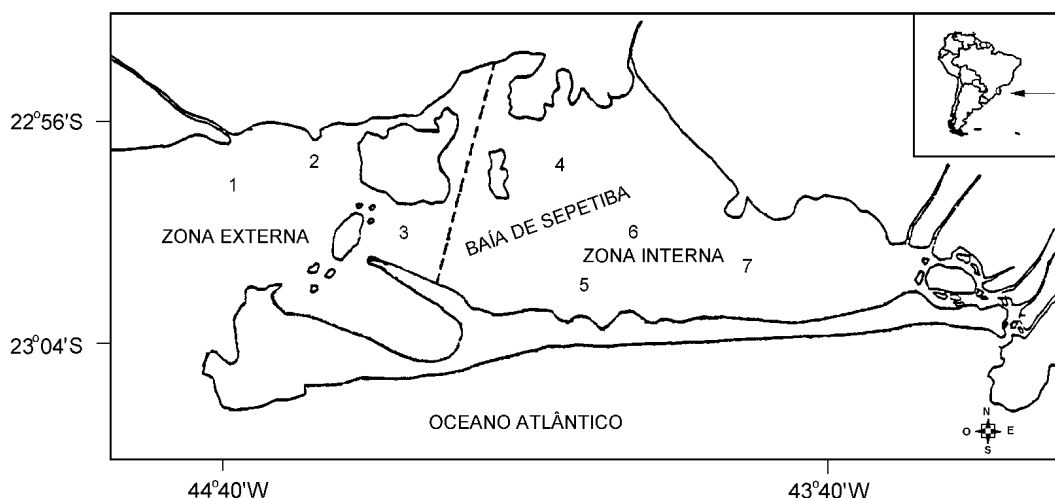 22°56'S
2
1
4
ZONA EXTERNA
3
BAÍA DE SEPETIBA
6
ZONA INTERNA
7
5
23°04'S
OCEANO ATLÂNTICO
N
O E
S
44°40'W
43°40'W